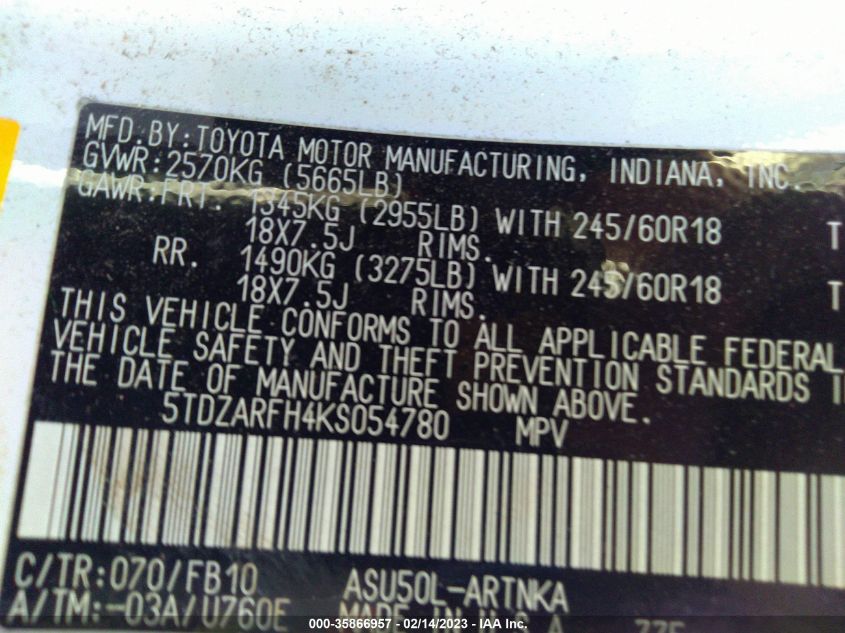 MFD.BY:TOYOTA MOTOR MANUFACTURING, INDIANA, INC.
GVWR:2570KG (5665LB)
GAWR:FRT. 1345KG (2955LB) WITH 245/60R18 T
18X7.5J RIMS.
RR. 1490KG (3275LB) WITH 245/60R18 T
18X7.5J RIMS.
THIS VEHICLE CONFORMS TO ALL APPLICABLE FEDERAL
VEHICLE SAFETY AND THEFT PREVENTION STANDARDS I
THE DATE OF MANUFACTURE SHOWN ABOVE.
5TDZARFH4KS054780 MPV
C/TR:070/FB10 ASU50L-ARTNKA
A/TM:-03A/U760E MADE IN U.S.A
000-35866957 - 02/14/2023 - IAA Inc.